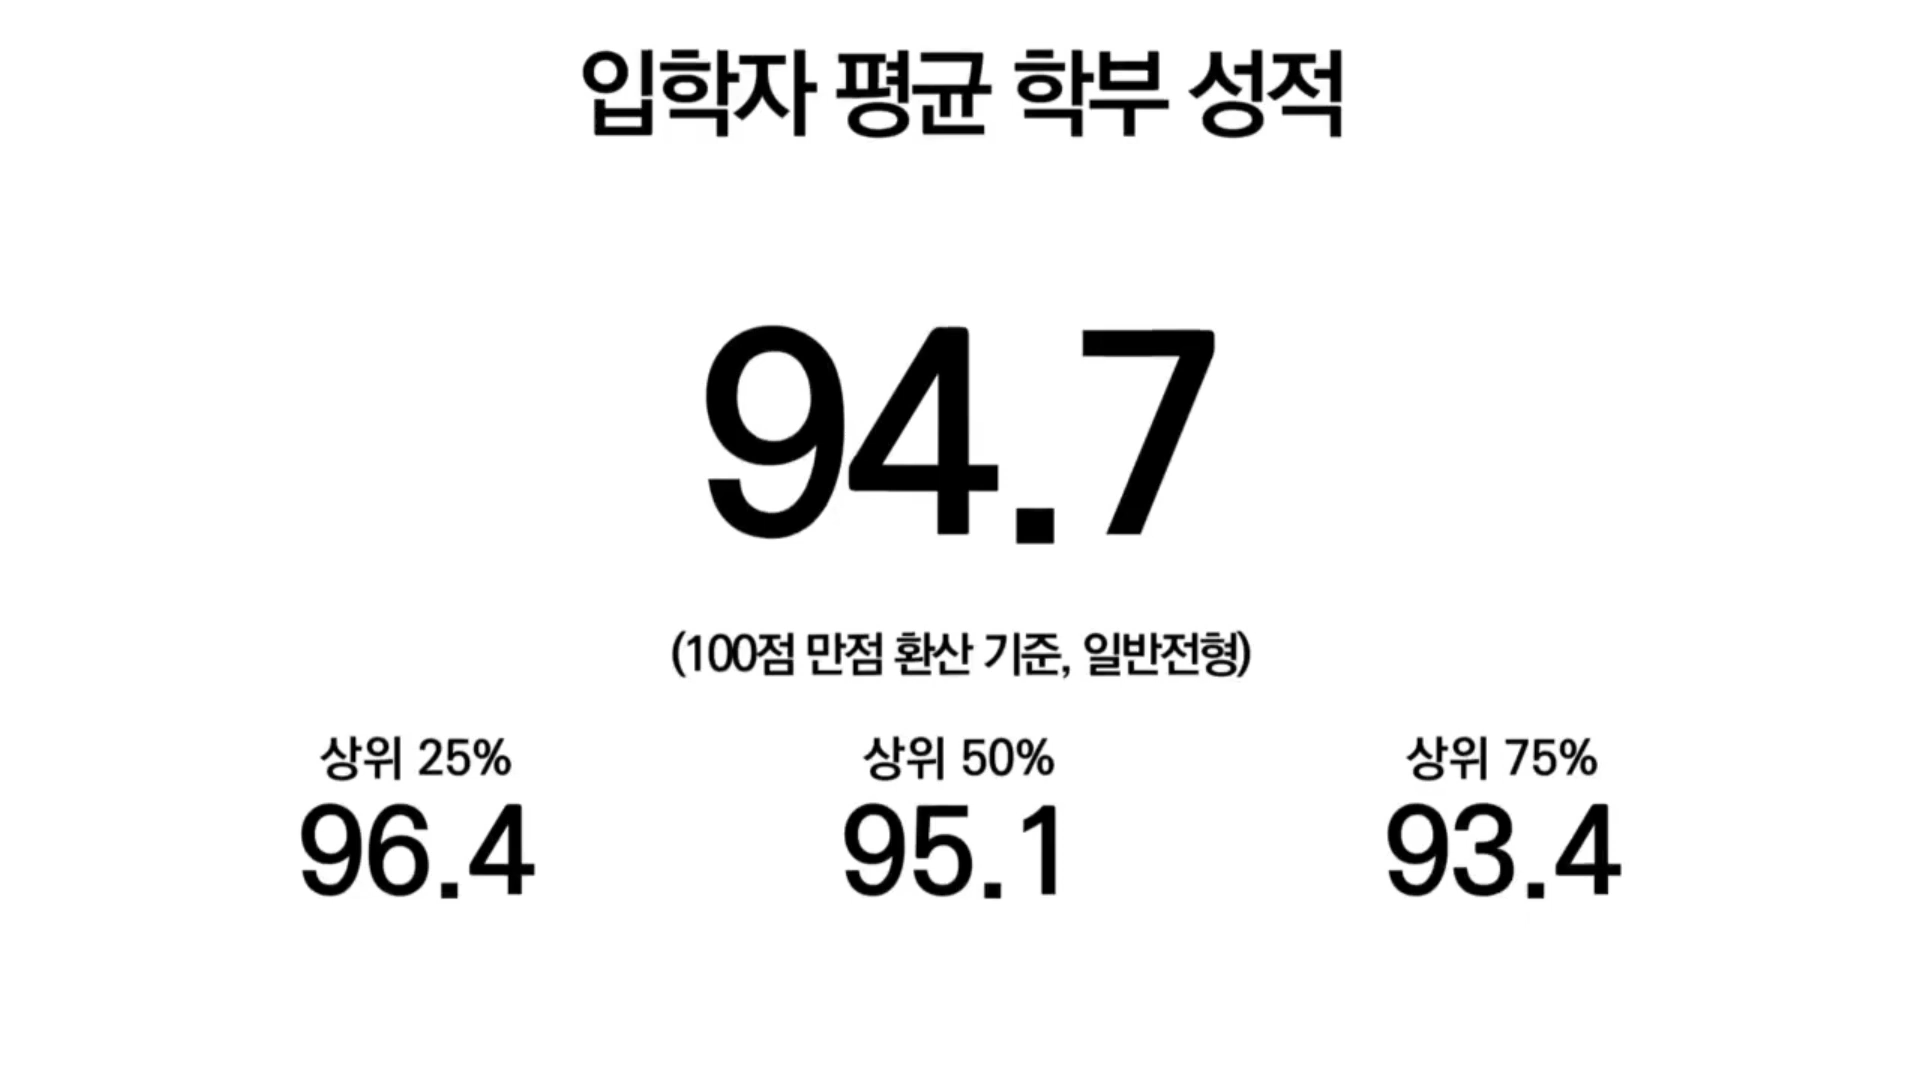 입학자 평균 학부 성적
94.7
(100점 만점 환산 기준, 일반전형)
상위 25% 상위 50% 상위 75%
96.4 95.1 93.4